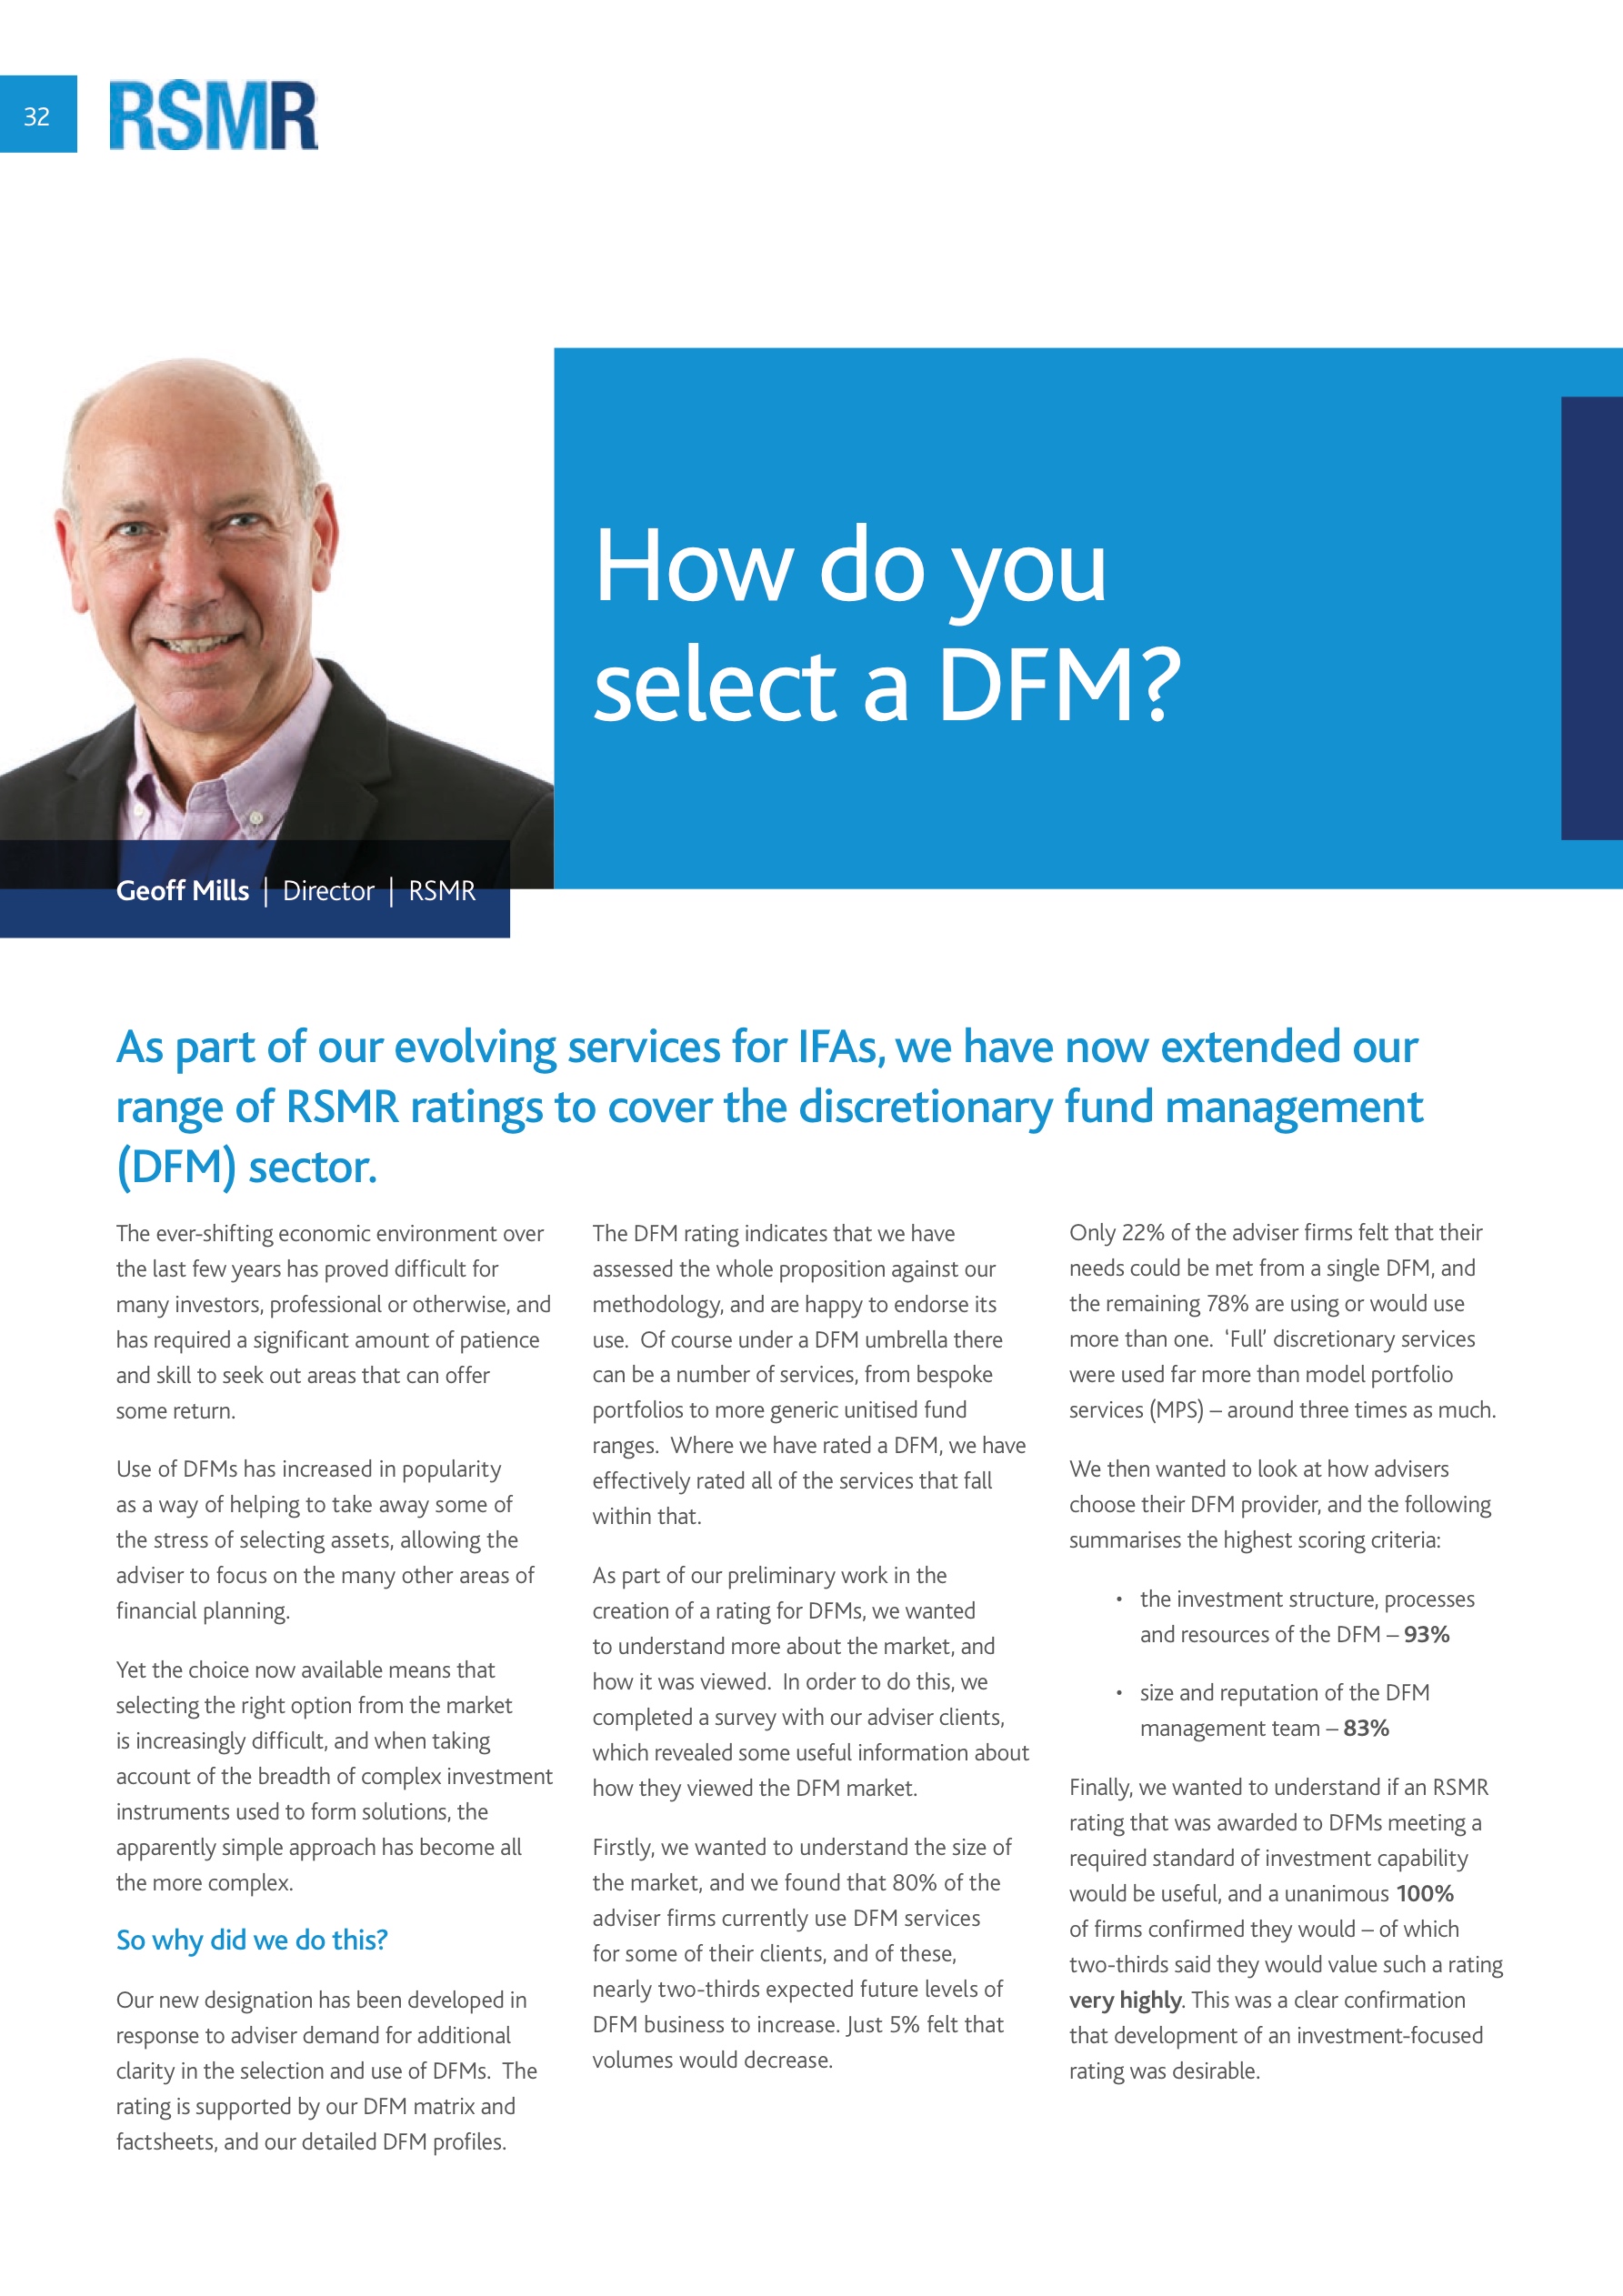 32
RSMR
How do you
select a DFM?
Geoff Mills | Director | RSMR
As part of our evolving services for IFAs, we have now extended our
range of RSMR ratings to cover the discretionary fund management
(DFM) sector.
The ever-shifting economic environment over
the last few years has proved difficult for
many investors, professional or otherwise, and
has required a significant amount of patience
and skill to seek out areas that can offer
some return.
Use of DFMs has increased in popularity
as a way of helping to take away some of
the stress of selecting assets, allowing the
adviser to focus on the many other areas of
financial planning.
Yet the choice now available means that
selecting the right option from the market
is increasingly difficult, and when taking
account of the breadth of complex investment
instruments used to form solutions, the
apparently simple approach has become all
the more complex.
So why did we do this?
Our new designation has been developed in
response to adviser demand for additional
clarity in the selection and use of DFMs.  The
rating is supported by our DFM matrix and
factsheets, and our detailed DFM profiles.
The DFM rating indicates that we have
assessed the whole proposition against our
methodology, and are happy to endorse its
use.  Of course under a DFM umbrella there
can be a number of services, from bespoke
portfolios to more generic unitised fund
ranges.  Where we have rated a DFM, we have
effectively rated all of the services that fall
within that.
As part of our preliminary work in the
creation of a rating for DFMs, we wanted
to understand more about the market, and
how it was viewed.  In order to do this, we
completed a survey with our adviser clients,
which revealed some useful information about
how they viewed the DFM market.
Firstly, we wanted to understand the size of
the market, and we found that 80% of the
adviser firms currently use DFM services
for some of their clients, and of these,
nearly two-thirds expected future levels of
DFM business to increase. Just 5% felt that
volumes would decrease.
Only 22% of the adviser firms felt that their
needs could be met from a single DFM, and
the remaining 78% are using or would use
more than one.  ‘Full’ discretionary services
were used far more than model portfolio
services (MPS) – around three times as much.
We then wanted to look at how advisers
choose their DFM provider, and the following
summarises the highest scoring criteria:
• the investment structure, processes
and resources of the DFM – 93%
• size and reputation of the DFM
management team – 83%
Finally, we wanted to understand if an RSMR
rating that was awarded to DFMs meeting a
required standard of investment capability
would be useful, and a unanimous 100%
of firms confirmed they would – of which
two-thirds said they would value such a rating
very highly. This was a clear confirmation
that development of an investment-focused
rating was desirable.